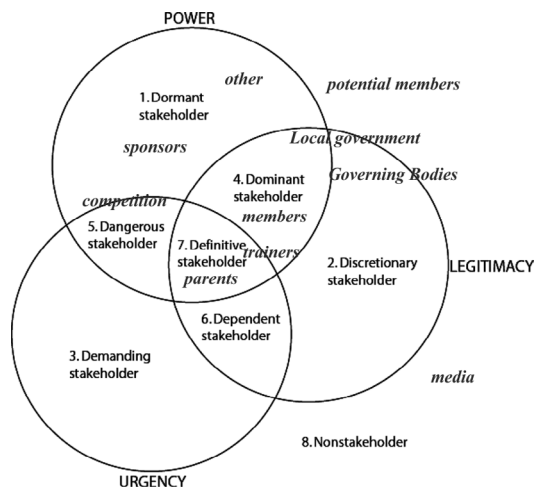 POWER
other
potential members
1. Dormant
stakeholder
sponsors
Local government
4. Dominant
stakeholder
Governing Bodies
competition
members
5. Dangerous
stakeholder
7. Definitive
stakeholder
trainers
parents
2. Discretionary
stakeholder
LEGITIMACY
6. Dependent
stakeholder
3. Demanding
stakeholder
media
8. Nonstakeholder
URGENCY